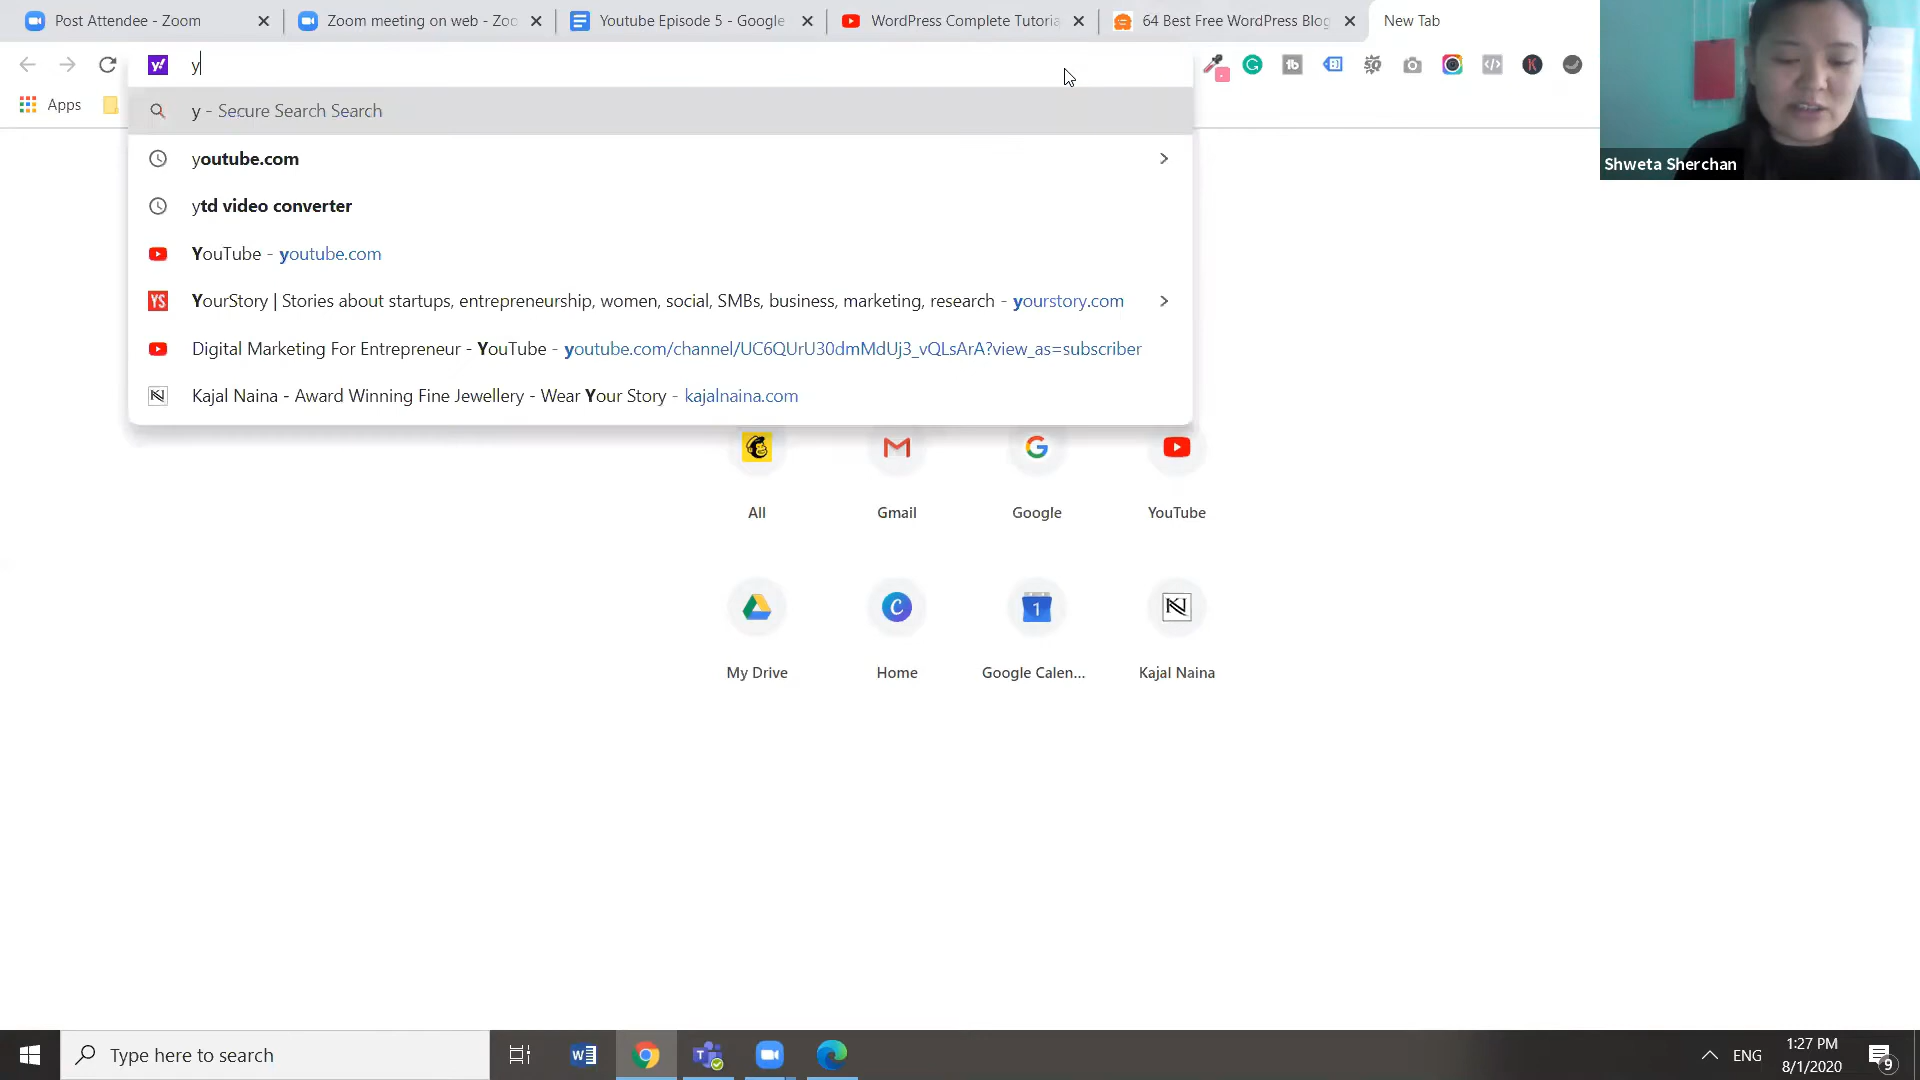 Post Attendee - Zoom
Zoom meeting on web - Zoo
Youtube Episode 5 - Google
WordPress Complete Tutoria
64 Best Free WordPress Blog
New Tab
y
Apps
y - Secure Search Search
youtube.com
ytd video converter
YouTube - youtube.com
YourStory | Stories about startups, entrepreneurship, women, social, SMBs, business, marketing, research - yourstory.com
Digital Marketing For Entrepreneur - YouTube - youtube.com/channel/UC6QUrU30dmMdUj3_vQLsArA?view_as=subscriber
Kajal Naina - Award Winning Fine Jewellery - Wear Your Story - kajalnaina.com
Shweta Sherchan
All
Gmail
Google
YouTube
My Drive
Home
Google Calen...
Kajal Naina
Type here to search
ENG
1:27 PM
8/1/2020
9